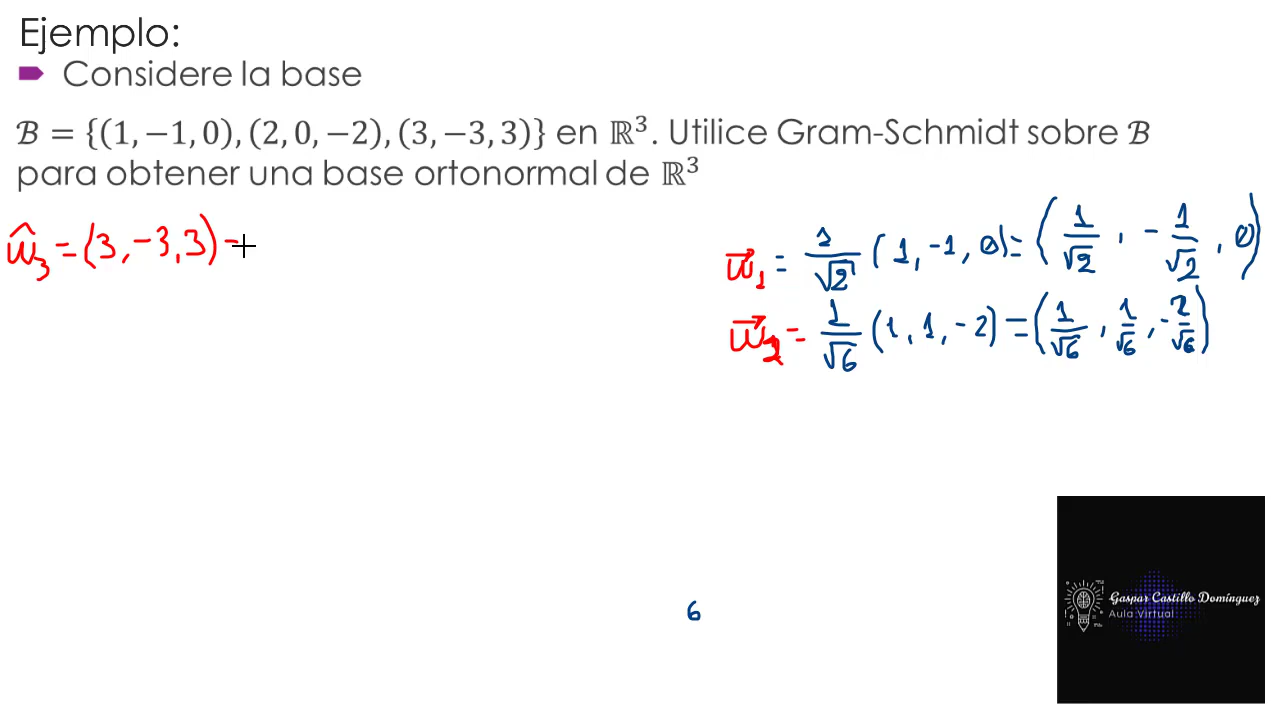 Ejemplo:
Considere la base
ℬ = {(1, −1, 0), (2, 0, −2), (3, −3, 3)} en ℝ³. Utilice Gram-Schmidt sobre ℬ
para obtener una base ortonormal de ℝ³
ŵ₃ = (3, −3, 3) −
w⃗₁ = 1/√2 (1, −1, 0) = (1/√2, −1/√2, 0)
w⃗₂ = 1/√6 (1, 1, −2) = (1/√6, 1/√6, −2/√6)
6
Gaspar Castillo Domínguez
Aula Virtual